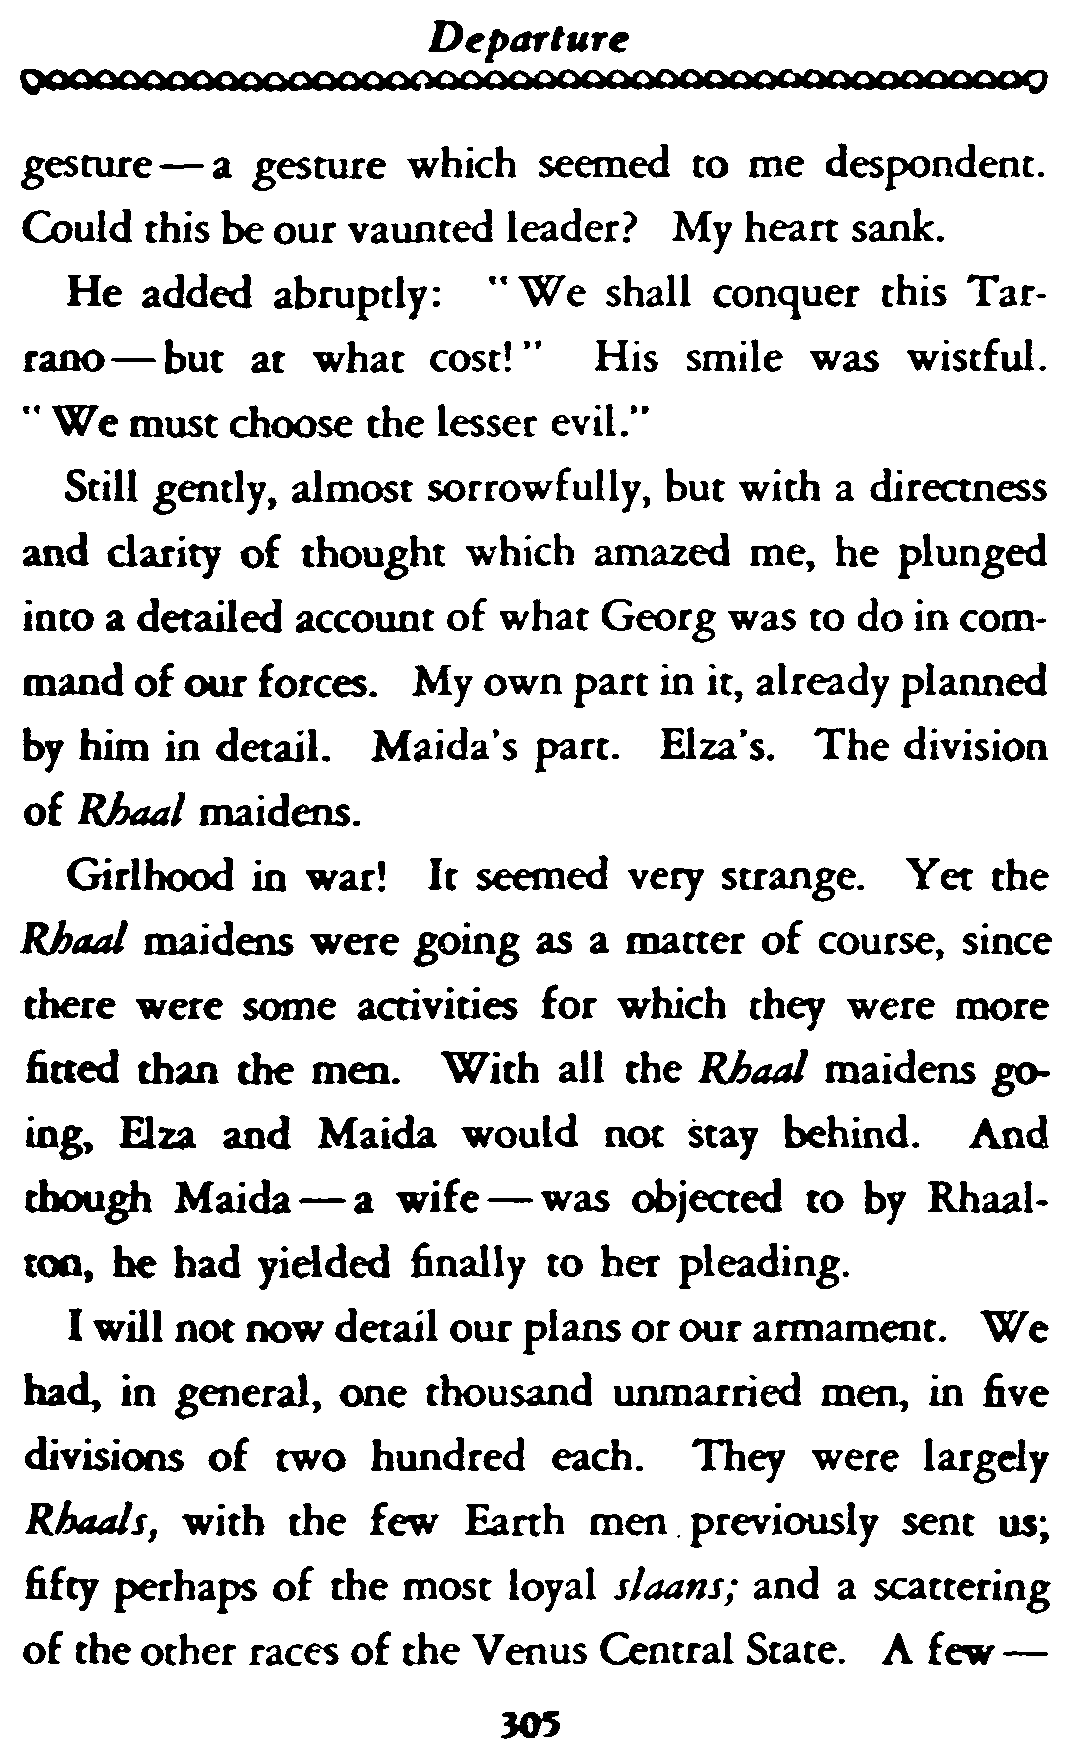 Departure
gesture—a gesture which seemed to me despondent.
Could this be our vaunted leader? My heart sank.
He added abruptly: "We shall conquer this Tar-
rano—but at what cost!" His smile was wistful.
"We must choose the lesser evil."
Still gently, almost sorrowfully, but with a directness
and clarity of thought which amazed me, he plunged
into a detailed account of what Georg was to do in com-
mand of our forces. My own part in it, already planned
by him in detail. Maida's part. Elza's. The division
of Rhaal maidens.
Girlhood in war! It seemed very strange. Yet the
Rhaal maidens were going as a matter of course, since
there were some activities for which they were more
fitted than the men. With all the Rhaal maidens go-
ing, Elza and Maida would not stay behind. And
though Maida—a wife—was objected to by Rhaal-
ton, he had yielded finally to her pleading.
I will not now detail our plans or our armament. We
had, in general, one thousand unmarried men, in five
divisions of two hundred each. They were largely
Rhaals, with the few Earth men previously sent us;
fifty perhaps of the most loyal slaans; and a scattering
of the other races of the Venus Central State. A few—
305